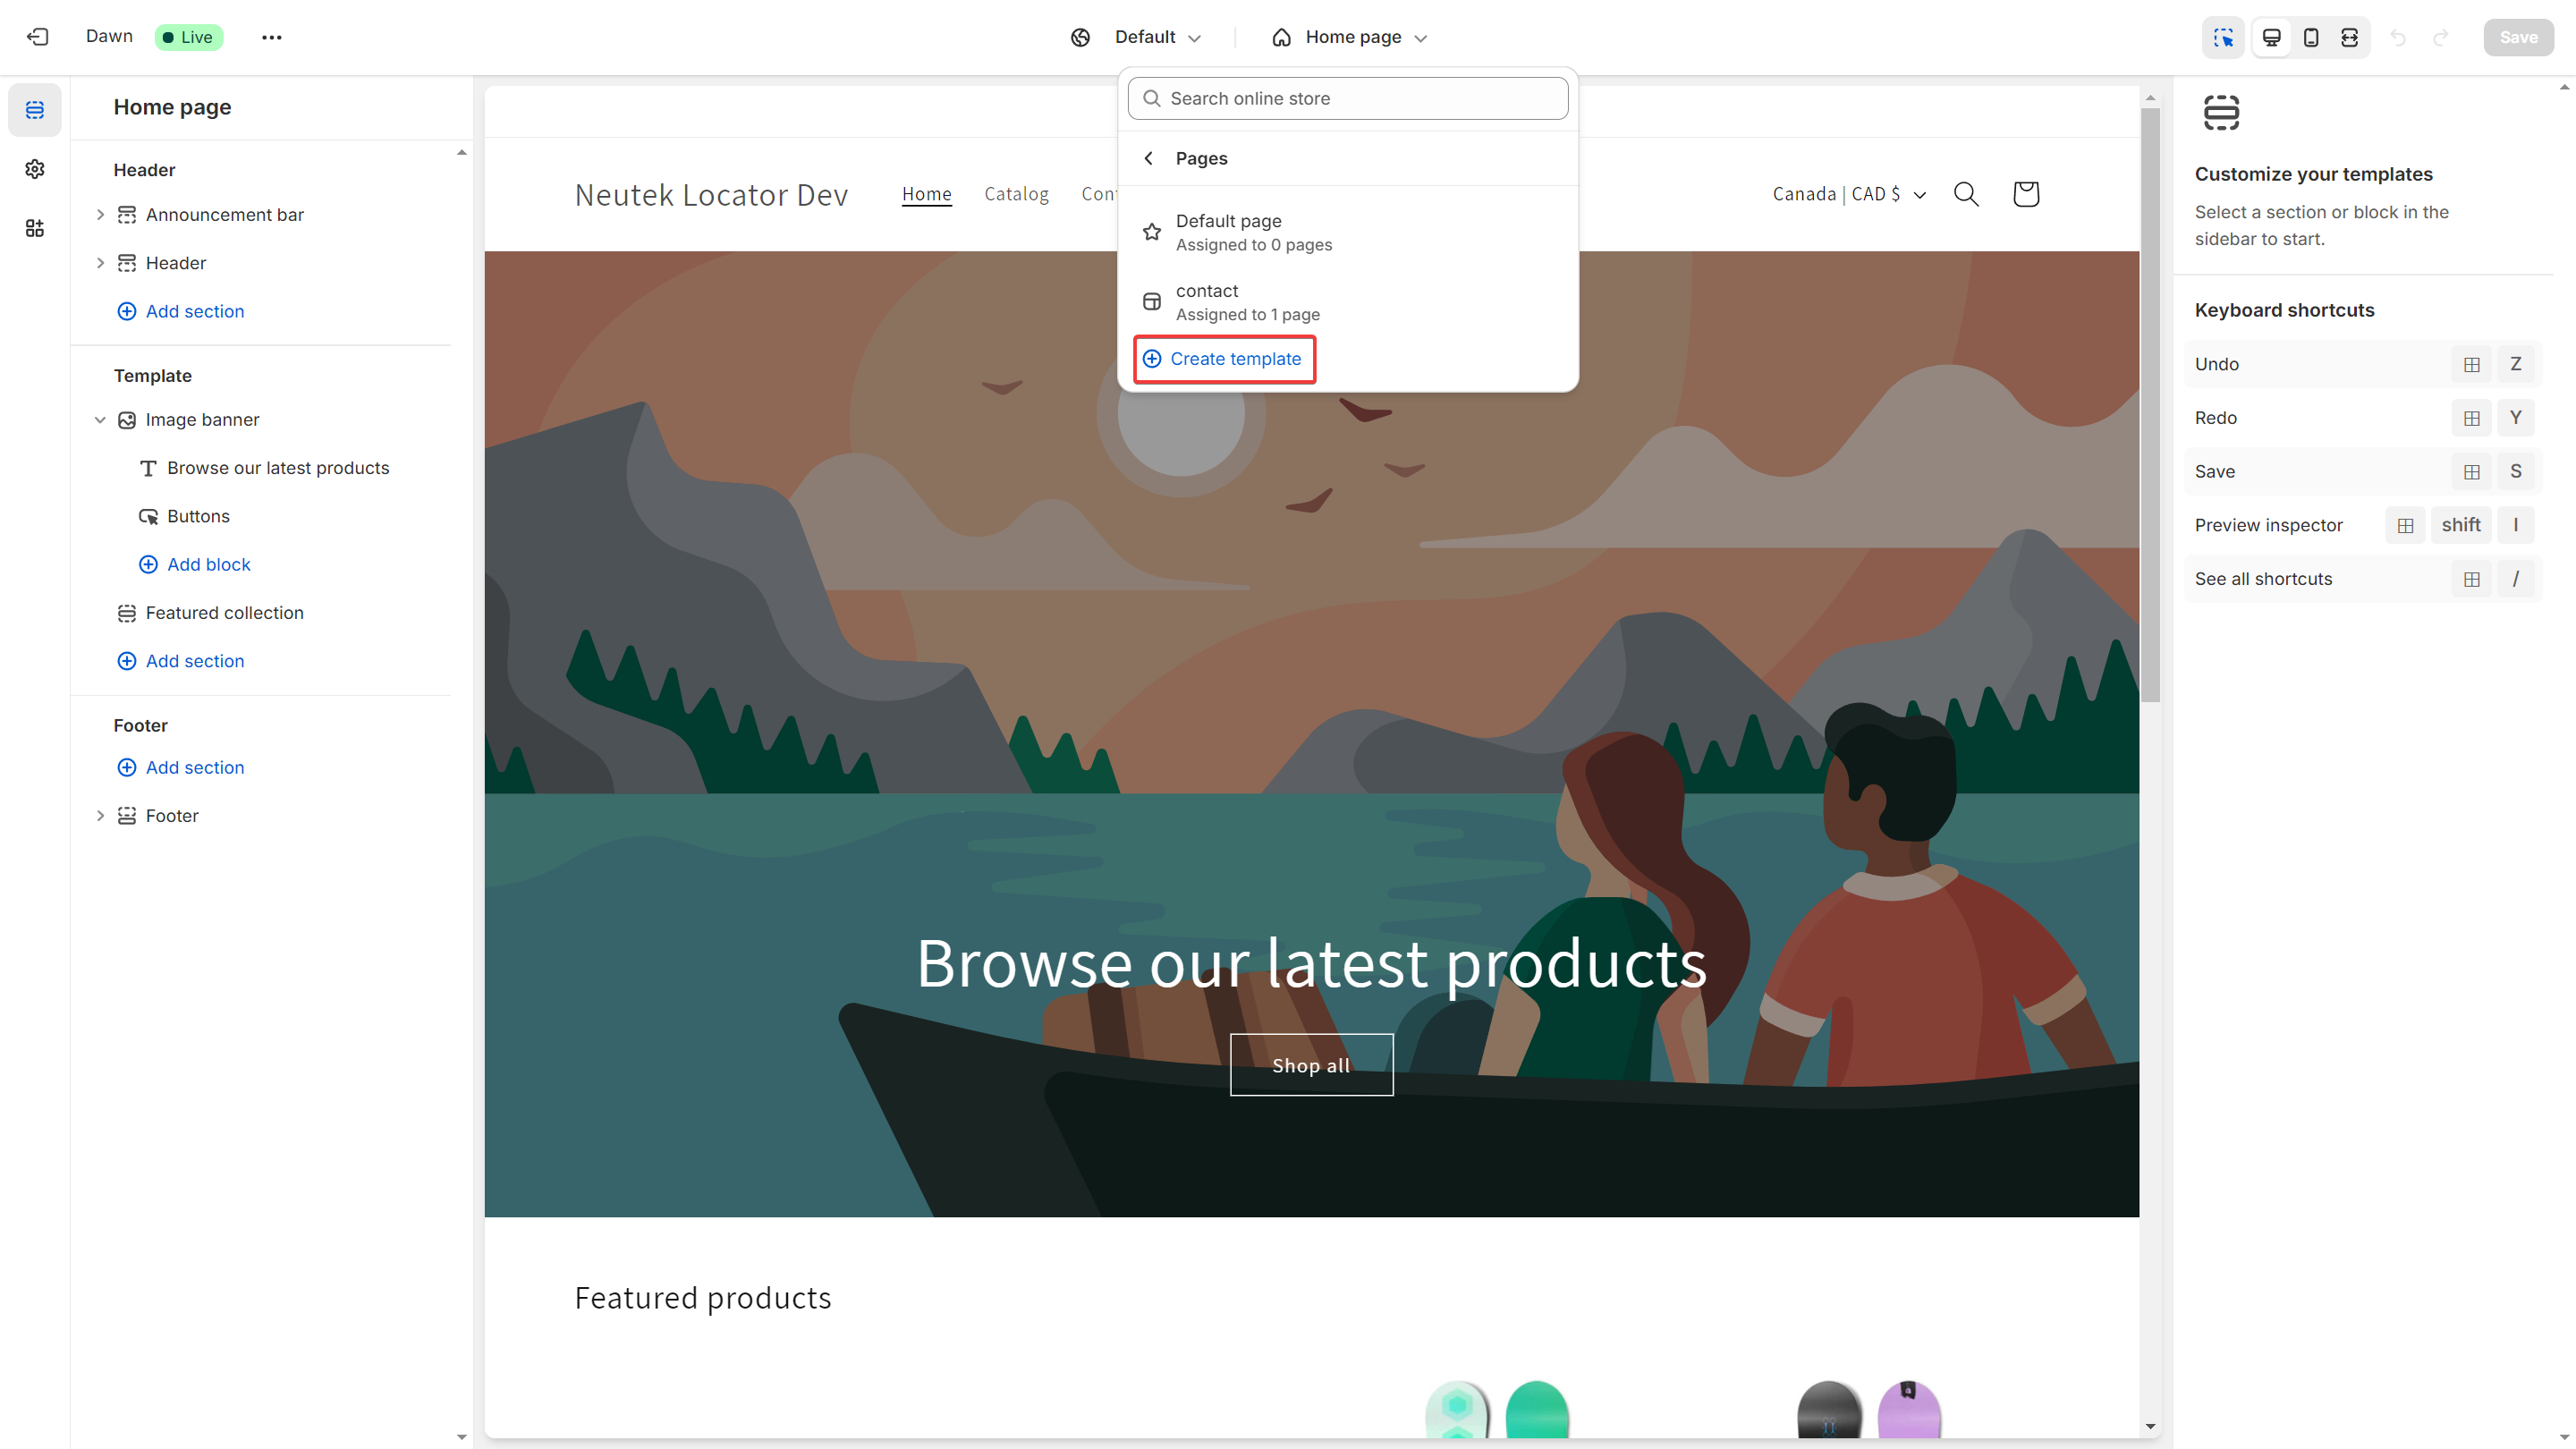 Dawn
Live
Default
Home page
Save
Home page
Header
Announcement bar
Header
Add section
Template
Image banner
Browse our latest products
Buttons
Add block
Featured collection
Add section
Footer
Add section
Footer
Search online store
Pages
Default page
Assigned to 0 pages
contact
Assigned to 1 page
Create template
Neutek Locator Dev
Home
Catalog
Canada | CAD $
Browse our latest products
Shop all
Featured products
Customize your templates
Select a section or block in the
sidebar to start.
Keyboard shortcuts
Undo
Z
Redo
Y
Save
S
Preview inspector
shift
I
See all shortcuts
/